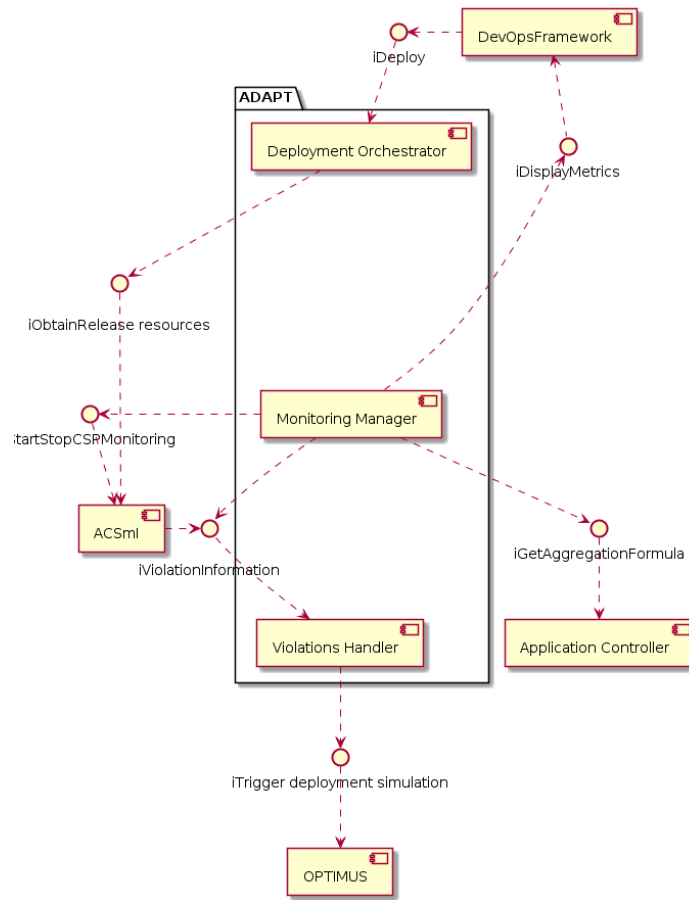 DevOpsFramework
iDeploy
ADAPT
Deployment Orchestrator
iDisplayMetrics
iObtainRelease resources
Monitoring Manager
tartStopCSPMonitoring
ACSmI
iViolationInformation
iGetAggregationFormula
Violations Handler
Application Controller
iTrigger deployment simulation
OPTIMUS